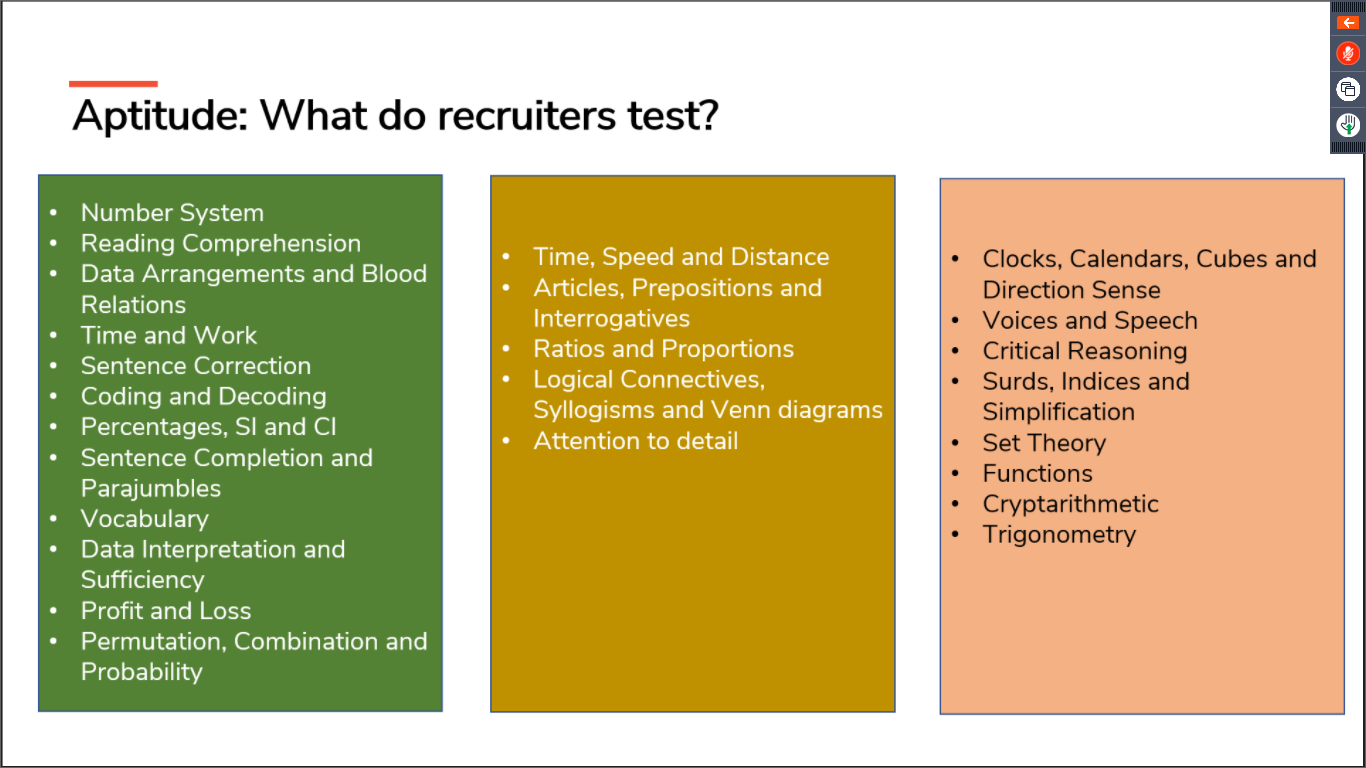 Aptitude: What do recruiters test?
• Number System
• Reading Comprehension
• Data Arrangements and Blood
Relations
• Time and Work
• Sentence Correction
• Coding and Decoding
• Percentages, SI and CI
• Sentence Completion and
Parajumbles
• Vocabulary
• Data Interpretation and
Sufficiency
• Profit and Loss
• Permutation, Combination and
Probability
• Time, Speed and Distance
• Articles, Prepositions and
Interrogatives
• Ratios and Proportions
• Logical Connectives,
Syllogisms and Venn diagrams
• Attention to detail
• Clocks, Calendars, Cubes and
Direction Sense
• Voices and Speech
• Critical Reasoning
• Surds, Indices and
Simplification
• Set Theory
• Functions
• Cryptarithmetic
• Trigonometry